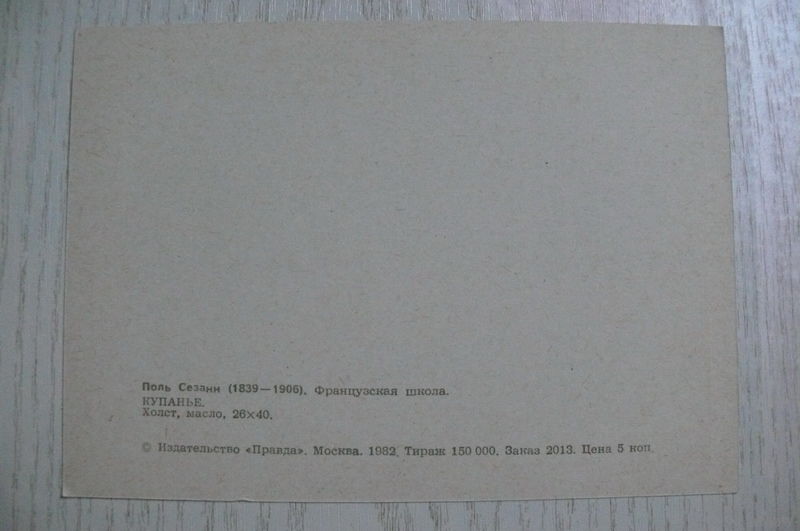 Поль Сезанн (1839—1906). Французская школа.
КУПАНЬЕ.
Холст, масло, 26×40.
© Издательство «Правда». Москва. 1982. Тираж 150 000. Заказ 2013. Цена 5 коп.